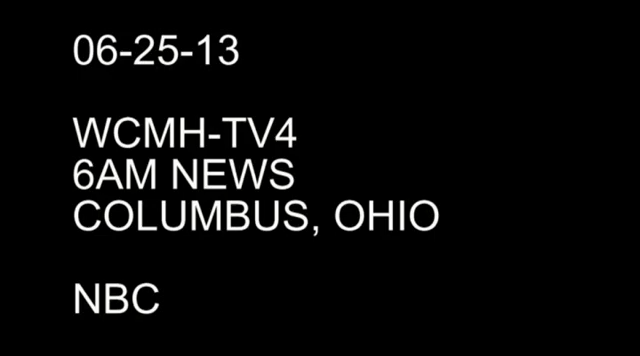 06-25-13
WCMH-TV4
6AM NEWS
COLUMBUS, OHIO
NBC